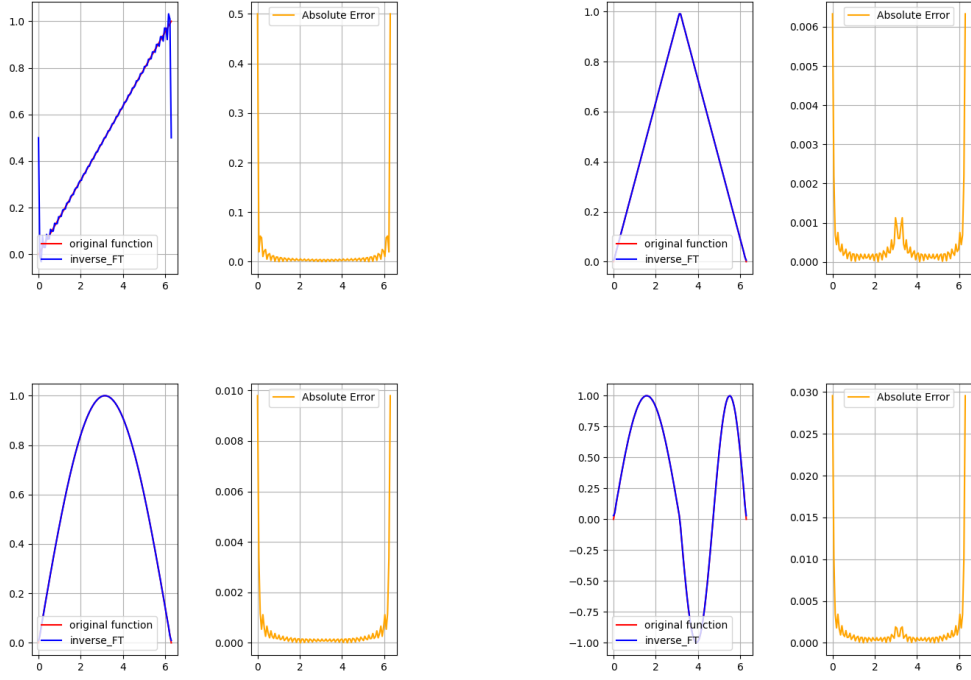 1.0
0.8
0.6
0.4
0.2
0.0
original function
inverse_FT
0 2 4 6
0.5
0.4
0.3
0.2
0.1
0.0
Absolute Error
0 2 4 6
1.0
0.8
0.6
0.4
0.2
0.0
original function
inverse_FT
0 2 4 6
0.006
0.005
0.004
0.003
0.002
0.001
0.000
Absolute Error
0 2 4 6
1.0
0.8
0.6
0.4
0.2
0.0
original function
inverse_FT
0 2 4 6
0.010
0.008
0.006
0.004
0.002
0.000
Absolute Error
0 2 4 6
1.00
0.75
0.50
0.25
0.00
−0.25
−0.50
−0.75
−1.00
original function
inverse_FT
0 2 4 6
0.030
0.025
0.020
0.015
0.010
0.005
0.000
Absolute Error
0 2 4 6